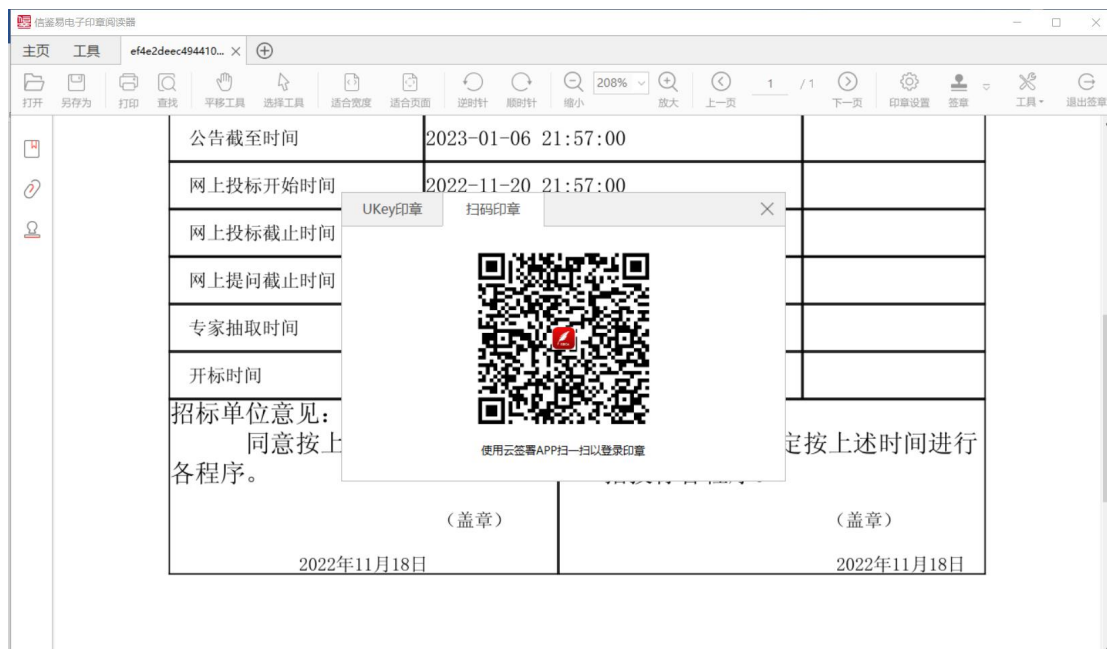 信鉴易电子印章阅读器
主页 工具 ef4e2deec494410...
打开 另存为 打印 查找 平移工具 选择工具 适合宽度 适合页面 逆时针 顺时针 缩小 208% 放大 上一页 1 / 1 下一页 印章设置 签章 工具 退出签章
公告截至时间 2023-01-06 21:57:00
网上投标开始时间 2022-11-20 21:57:00
UKey印章 扫码印章
网上投标截止时间
网上提问截止时间
专家抽取时间
开标时间
使用云签署APP扫一扫以登录印章
招标单位意见:
同意按上 定按上述时间进行
各程序。
(盖章) (盖章)
2022年11月18日 2022年11月18日